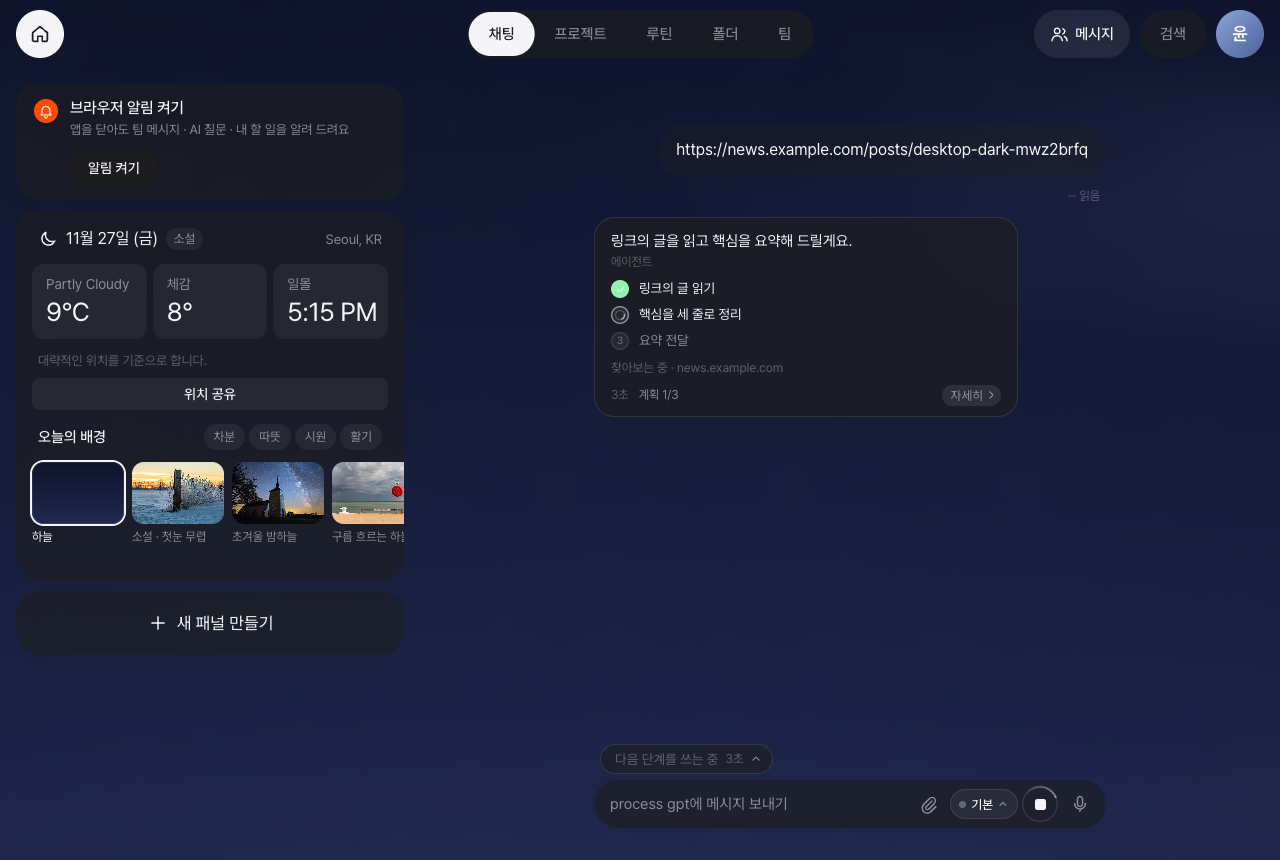 채팅
프로젝트
루틴
폴더
팀
메시지
검색
윤
브라우저 알림 켜기
앱을 닫아도 팀 메시지 · AI 질문 · 내 할 일을 알려 드려요
알림 켜기
11월 27일 (금)
소설
Seoul, KR
Partly Cloudy
9°C
체감
8°
일몰
5:15 PM
대략적인 위치를 기준으로 합니다.
위치 공유
오늘의 배경
차분
따뜻
시원
활기
하늘
소설 · 첫눈 무렵
초겨울 밤하늘
구름 흐르는 하늘
새 패널 만들기
https://news.example.com/posts/desktop-dark-mwz2brfq
··· 읽음
링크의 글을 읽고 핵심을 요약해 드릴게요.
에이전트
링크의 글 읽기
핵심을 세 줄로 정리
3 요약 전달
찾아보는 중 · news.example.com
3초 계획 1/3
자세히
다음 단계를 쓰는 중 3초
process gpt에 메시지 보내기
기본